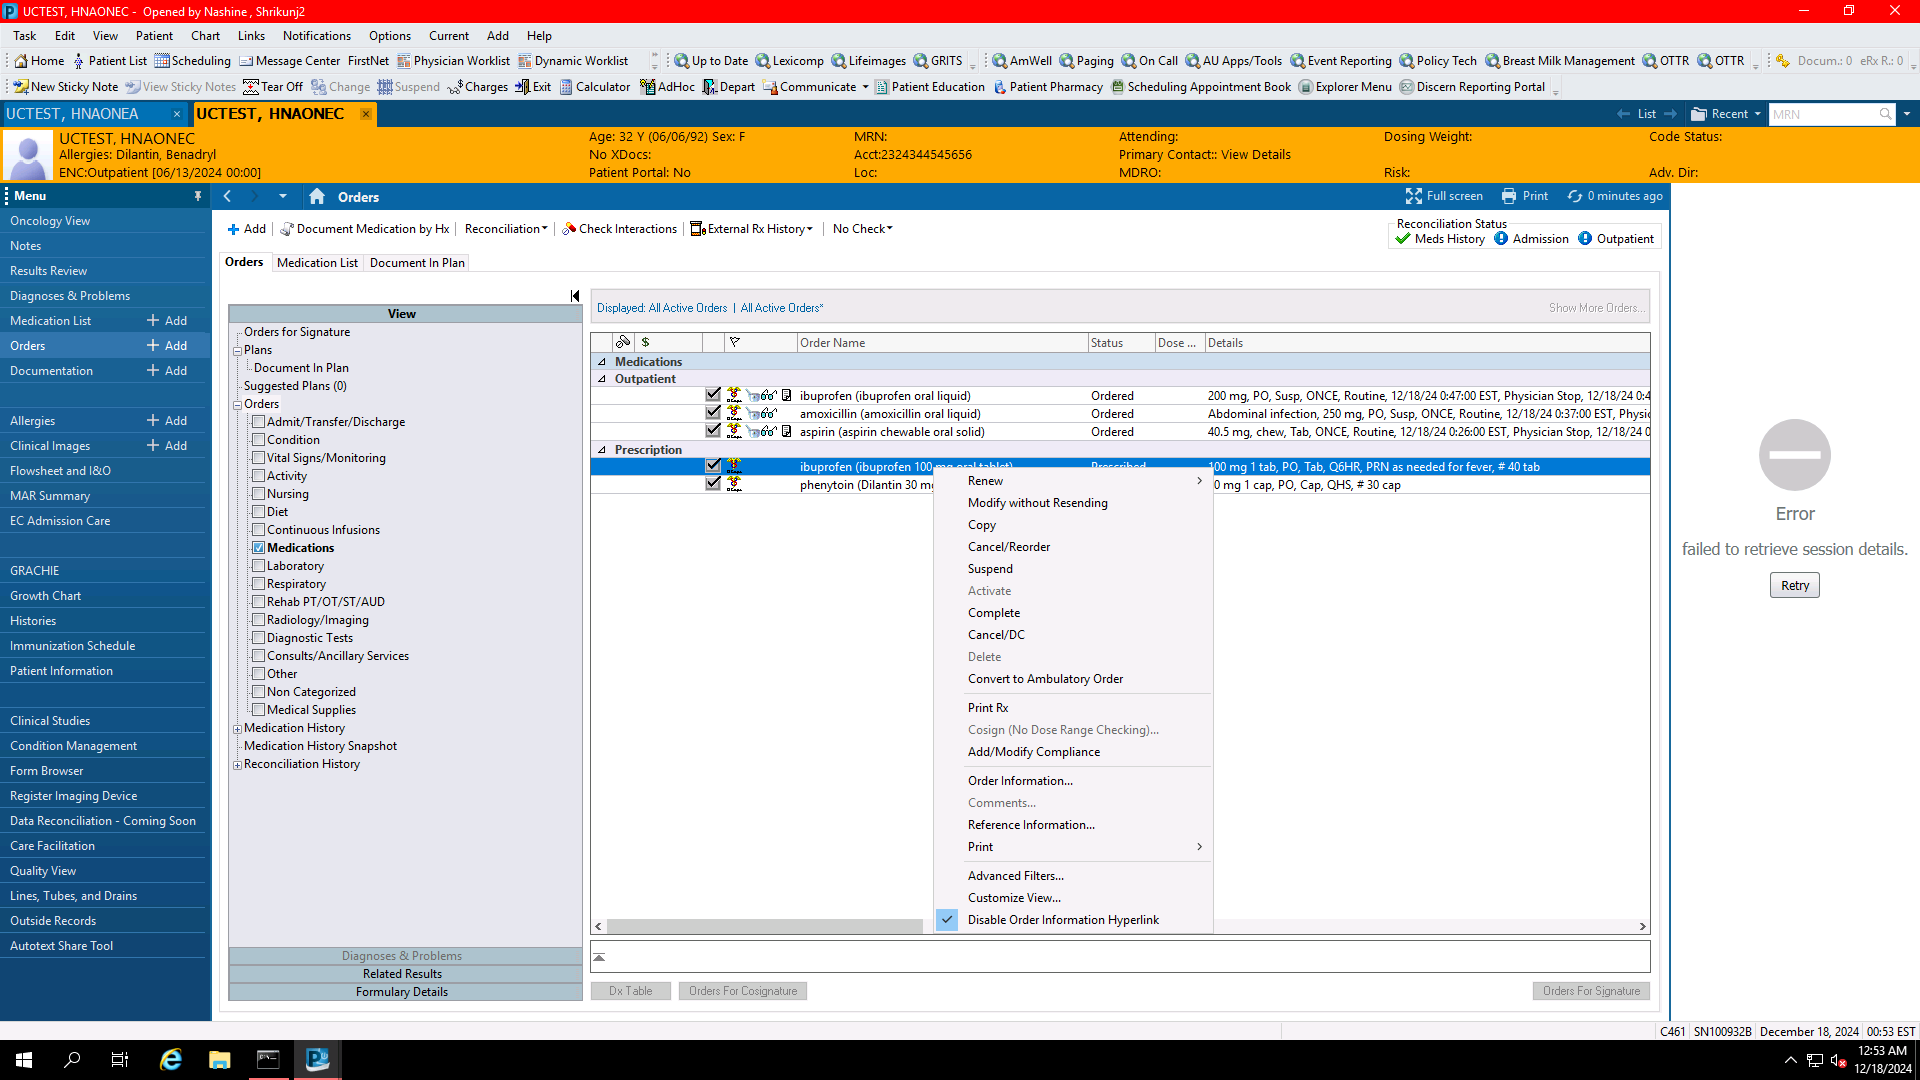 UCTEST, HNAONEC - Opened by Nashine , Shrikunj2
Task Edit View Patient Chart Links Notifications Options Current Add Help
Home Patient List Scheduling Message Center FirstNet Physician Worklist Dynamic Worklist Up to Date Lexicomp Lifeimages GRITS AmWell Paging On Call AU Apps/Tools Event Reporting Policy Tech Breast Milk Management OTTR OTTR Docum.: 0 eRx R.: 0
New Sticky Note View Sticky Notes Tear Off Change Suspend Charges Exit Calculator AdHoc Depart Communicate Patient Education Patient Pharmacy Scheduling Appointment Book Explorer Menu Discern Reporting Portal
UCTEST, HNAONEA × UCTEST, HNAONEC × List Recent MRN
UCTEST, HNAONEC Age: 32 Y (06/06/92) Sex: F MRN: Attending: Dosing Weight: Code Status:
Allergies: Dilantin, Benadryl No XDocs: Acct:2324344545656 Primary Contact:: View Details
ENC:Outpatient [06/13/2024 00:00] Patient Portal: No Loc: MDRO: Risk: Adv. Dir:
Menu
Oncology View
Notes
Results Review
Diagnoses & Problems
Medication List + Add
Orders + Add
Documentation + Add
Allergies + Add
Clinical Images + Add
Flowsheet and I&O
MAR Summary
EC Admission Care
GRACHIE
Growth Chart
Histories
Immunization Schedule
Patient Information
Clinical Studies
Condition Management
Form Browser
Register Imaging Device
Data Reconciliation - Coming Soon
Care Facilitation
Quality View
Lines, Tubes, and Drains
Outside Records
Autotext Share Tool
Orders Full screen Print 0 minutes ago
+ Add Document Medication by Hx Reconciliation Check Interactions External Rx History No Check
Reconciliation Status
Meds History Admission Outpatient
Orders Medication List Document In Plan
View
Orders for Signature
Plans
Document In Plan
Suggested Plans (0)
Orders
Admit/Transfer/Discharge
Condition
Vital Signs/Monitoring
Activity
Nursing
Diet
Continuous Infusions
Medications
Laboratory
Respiratory
Rehab PT/OT/ST/AUD
Radiology/Imaging
Diagnostic Tests
Consults/Ancillary Services
Other
Non Categorized
Medical Supplies
Medication History
Medication History Snapshot
Reconciliation History
Diagnoses & Problems
Related Results
Formulary Details
Displayed: All Active Orders | All Active Orders* Show More Orders...
$ Order Name Status Dose ... Details
Medications
Outpatient
ibuprofen (ibuprofen oral liquid) Ordered 200 mg, PO, Susp, ONCE, Routine, 12/18/24 0:47:00 EST, Physician Stop, 12/18/24 0:4
amoxicillin (amoxicillin oral liquid) Ordered Abdominal infection, 250 mg, PO, Susp, ONCE, Routine, 12/18/24 0:37:00 EST, Physic
aspirin (aspirin chewable oral solid) Ordered 40.5 mg, chew, Tab, ONCE, Routine, 12/18/24 0:26:00 EST, Physician Stop, 12/18/24 0
Prescription
ibuprofen (ibuprofen 100 mg oral tablet) Prescribed 100 mg 1 tab, PO, Tab, Q6HR, PRN as needed for fever, # 40 tab
phenytoin (Dilantin 30 m 0 mg 1 cap, PO, Cap, QHS, # 30 cap
Renew
Modify without Resending
Copy
Cancel/Reorder
Suspend
Activate
Complete
Cancel/DC
Delete
Convert to Ambulatory Order
Print Rx
Cosign (No Dose Range Checking)...
Add/Modify Compliance
Order Information...
Comments...
Reference Information...
Print
Advanced Filters...
Customize View...
Disable Order Information Hyperlink
Dx Table Orders For Cosignature Orders For Signature
Error
failed to retrieve session details.
Retry
C461 SN100932B December 18, 2024 00:53 EST
12:53 AM
12/18/2024